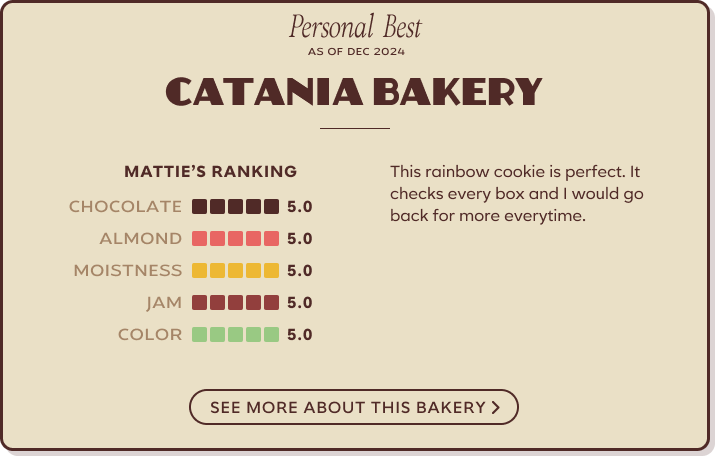 Personal Best
AS OF DEC 2024
CATANIA BAKERY
MATTIE’S RANKING
CHOCOLATE 5.0
ALMOND 5.0
MOISTNESS 5.0
JAM 5.0
COLOR 5.0
This rainbow cookie is perfect. It
checks every box and I would go
back for more everytime.
SEE MORE ABOUT THIS BAKERY